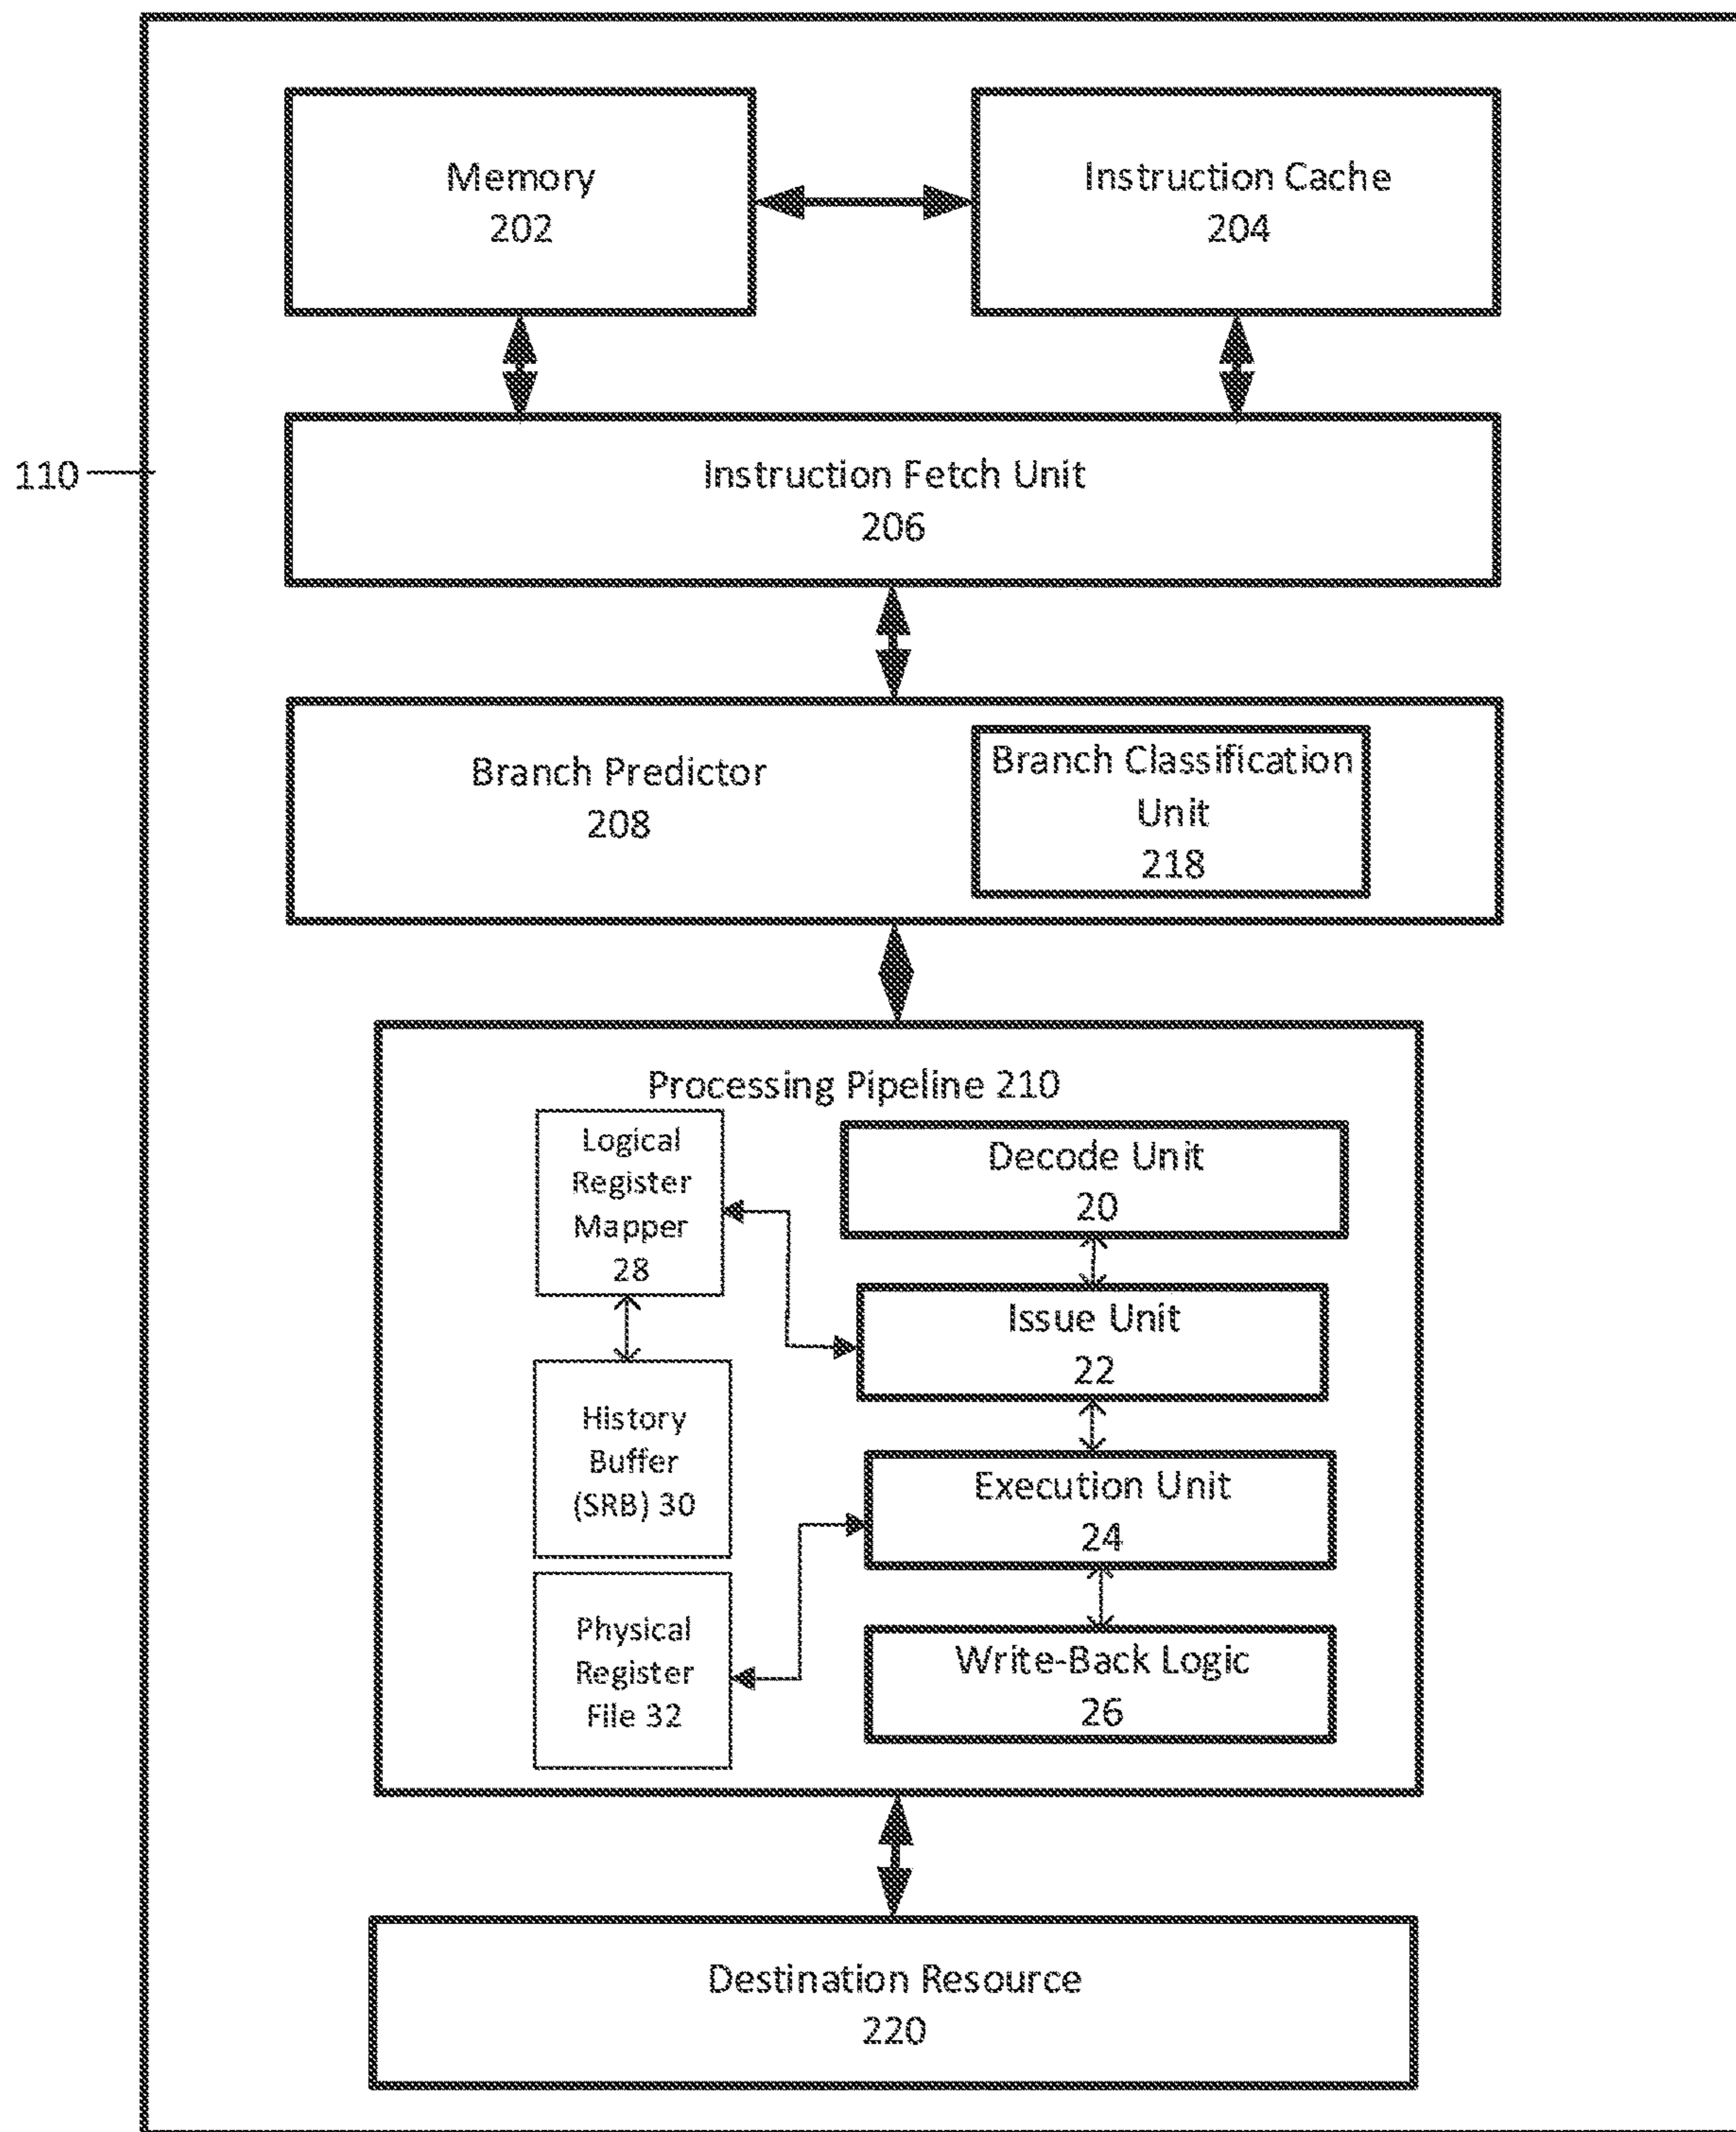 Memory
202
Instruction Cache
204
110
Instruction Fetch Unit
206
Branch Predictor
208
Branch Classification
Unit
218
Processing Pipeline 210
Logical
Register
Mapper
28
Decode Unit
20
Issue Unit
22
History
Buffer
(SRB) 30
Execution Unit
24
Physical
Register
File 32
Write-Back Logic
26
Destination Resource
220